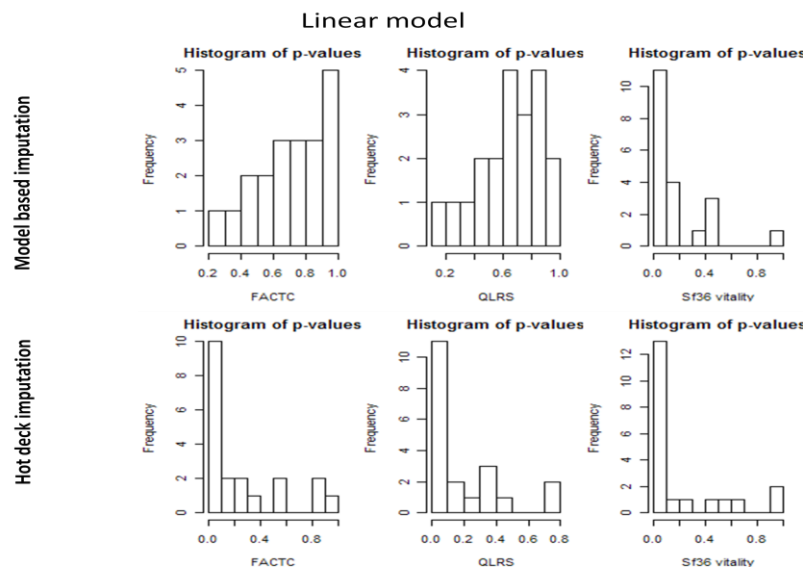 Linear model
Model based imputation
Histogram of p-values
Frequency
0 1 2 3 4 5
0.2 0.4 0.6 0.8 1.0
FACTC
Histogram of p-values
Frequency
0 1 2 3 4
0.2 0.6 1.0
QLRS
Histogram of p-values
Frequency
0 2 4 6 8 10
0.0 0.4 0.8
Sf36 vitality
Hot deck imputation
Histogram of p-values
Frequency
0 2 4 6 8 10
0.0 0.4 0.8
FACTC
Histogram of p-values
Frequency
0 2 4 6 8 10
0.0 0.2 0.4 0.6 0.8
QLRS
Histogram of p-values
Frequency
0 2 4 6 8 10 12
0.0 0.4 0.8
Sf36 vitality